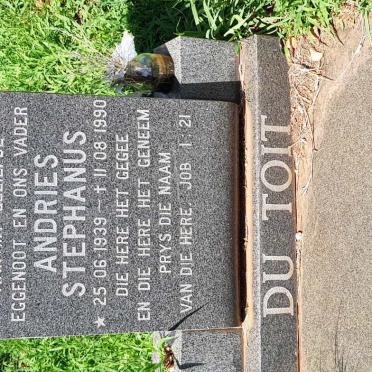 EGGENOOT EN ONS VADER
ANDRIES
STEPHANUS
★ 25·06·1939 — ✝ 11·08·1990
DIE HERE HET GEGEE
EN DIE HERE HET GENEEM
PRYS DIE NAAM
VAN DIE HERE. JOB 1:21
DU TOIT